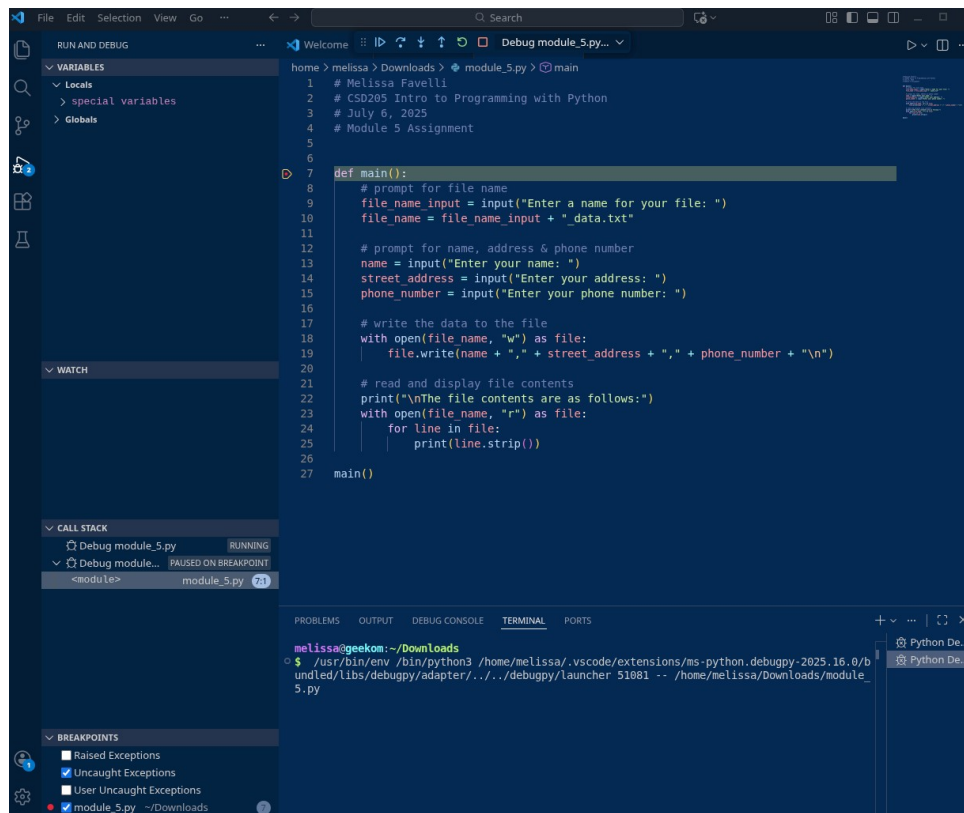 File Edit Selection View Go ··· Search
RUN AND DEBUG ···
VARIABLES
Locals
special variables
Globals
WATCH
CALL STACK
Debug module_5.py RUNNING
Debug module... PAUSED ON BREAKPOINT
<module> module_5.py 7:1
BREAKPOINTS
Raised Exceptions
Uncaught Exceptions
User Uncaught Exceptions
module_5.py ~/Downloads 7
2
1
Welcome Debug module_5.py...
home > melissa > Downloads > module_5.py > main
1 # Melissa Favelli
2 # CSD205 Intro to Programming with Python
3 # July 6, 2025
4 # Module 5 Assignment
5
6
7 def main():
8 # prompt for file name
9 file_name_input = input("Enter a name for your file: ")
10 file_name = file_name_input + "_data.txt"
11
12 # prompt for name, address & phone number
13 name = input("Enter your name: ")
14 street_address = input("Enter your address: ")
15 phone_number = input("Enter your phone number: ")
16
17 # write the data to the file
18 with open(file_name, "w") as file:
19 file.write(name + "," + street_address + "," + phone_number + "\n")
20
21 # read and display file contents
22 print("\nThe file contents are as follows:")
23 with open(file_name, "r") as file:
24 for line in file:
25 print(line.strip())
26
27 main()
PROBLEMS OUTPUT DEBUG CONSOLE TERMINAL PORTS
melissa@geekom:~/Downloads
$ /usr/bin/env /bin/python3 /home/melissa/.vscode/extensions/ms-python.debugpy-2025.16.0/b
undled/libs/debugpy/adapter/../../debugpy/launcher 51081 -- /home/melissa/Downloads/module_
5.py
Python De...
Python De...